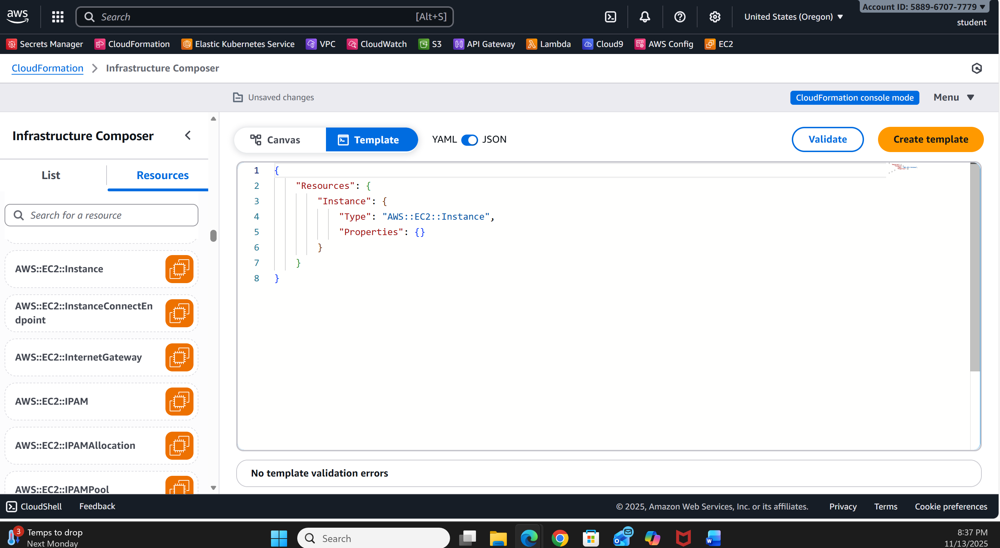 aws
Search
[Alt+S]
United States (Oregon)
Account ID: 5889-6707-7779
student
Secrets Manager
CloudFormation
Elastic Kubernetes Service
VPC
CloudWatch
S3
API Gateway
Lambda
Cloud9
AWS Config
EC2
CloudFormation
Infrastructure Composer
Unsaved changes
CloudFormation console mode
Menu
Infrastructure Composer
List
Resources
Search for a resource
AWS::EC2::Instance
AWS::EC2::InstanceConnectEn
dpoint
AWS::EC2::InternetGateway
AWS::EC2::IPAM
AWS::EC2::IPAMAllocation
AWS::EC2::IPAMPool
Canvas
Template
YAML
JSON
Validate
Create template
1 {
2 "Resources": {
3 "Instance": {
4 "Type": "AWS::EC2::Instance",
5 "Properties": {}
6 }
7 }
8 }
No template validation errors
CloudShell
Feedback
© 2025, Amazon Web Services, Inc. or its affiliates.
Privacy
Terms
Cookie preferences
3
Temps to drop
Next Monday
Search
8:37 PM
11/13/2025